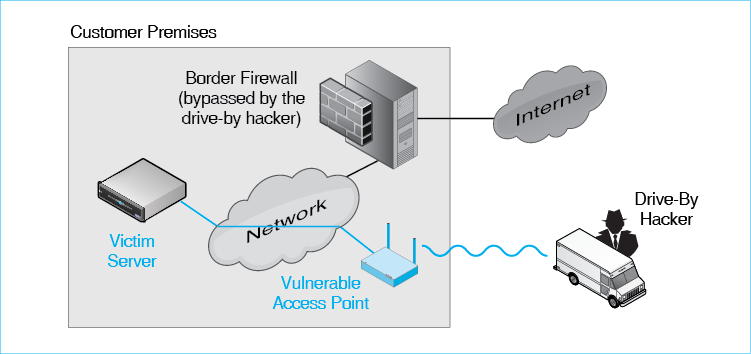 Customer Premises
Border Firewall
(bypassed by the
drive-by hacker)
Internet
Drive-By
Hacker
Network
Victim
Server
Vulnerable
Access Point